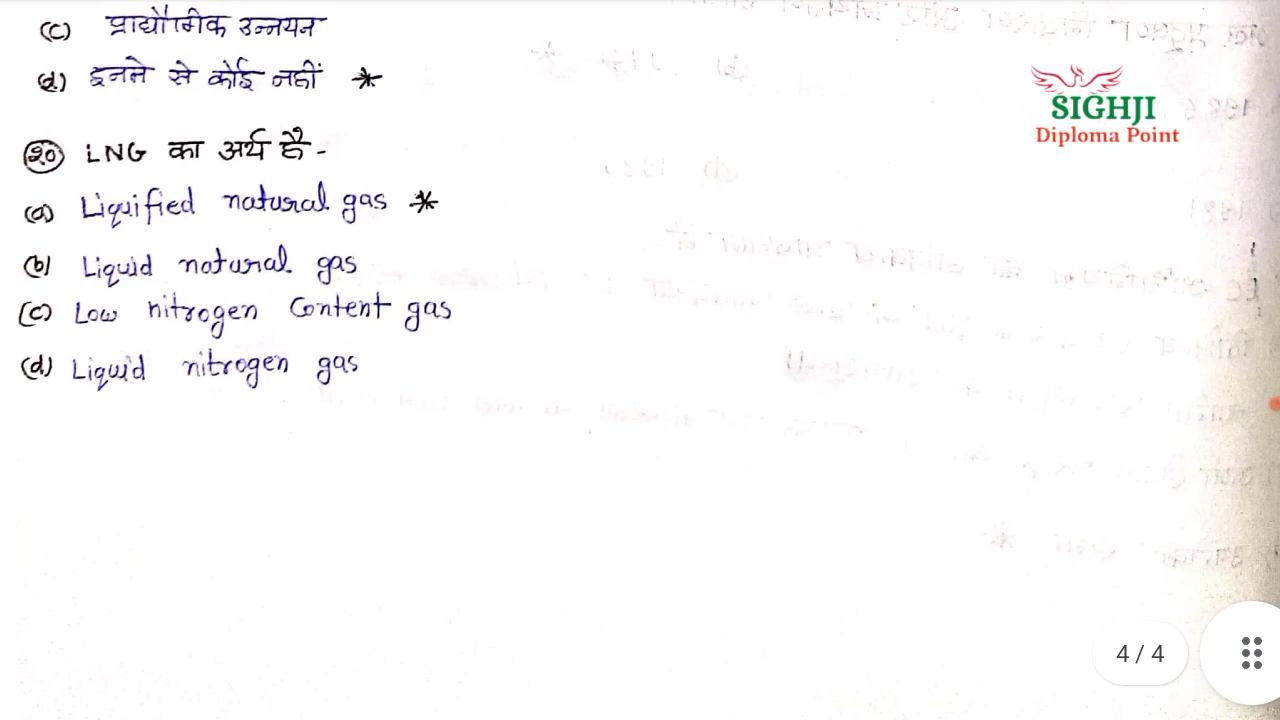 (c) प्राद्यौगिक उन्नयन
(d) इनमे से कोई नहीं *
SIGHJI
Diploma Point
(20) LNG का अर्थ है -
(a) Liquified natural gas *
(b) Liquid natural gas
(c) Low nitrogen Content gas
(d) Liquid nitrogen gas
4 / 4